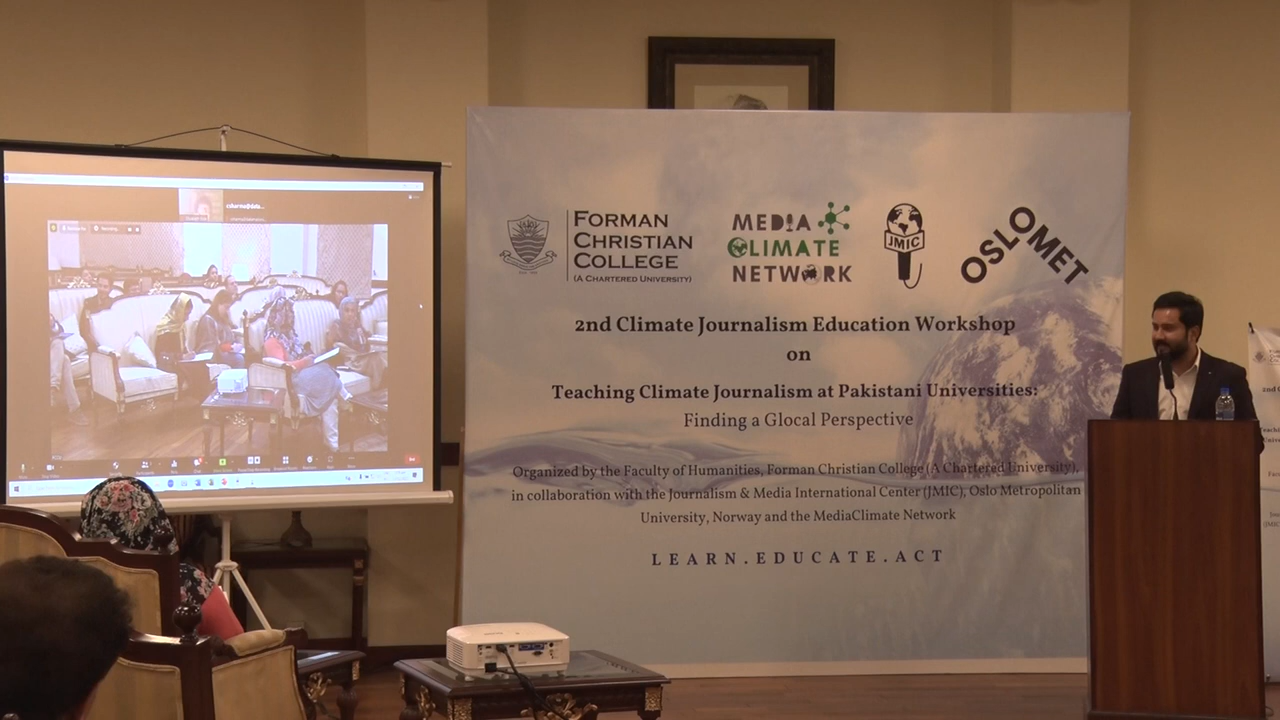 FORMAN
CHRISTIAN
COLLEGE
(A CHARTERED UNIVERSITY)
MEDIA
CLIMATE
NETWORK
JMIC
OSLOMET
2nd Climate Journalism Education Workshop
on
Teaching Climate Journalism at Pakistani Universities:
Finding a Glocal Perspective
Organized by the Faculty of Humanities, Forman Christian College (A Chartered University),
in collaboration with the Journalism & Media International Center (JMIC), Oslo Metropolitan
University, Norway and the MediaClimate Network
LEARN.EDUCATE.ACT
2nd
(JMIC)